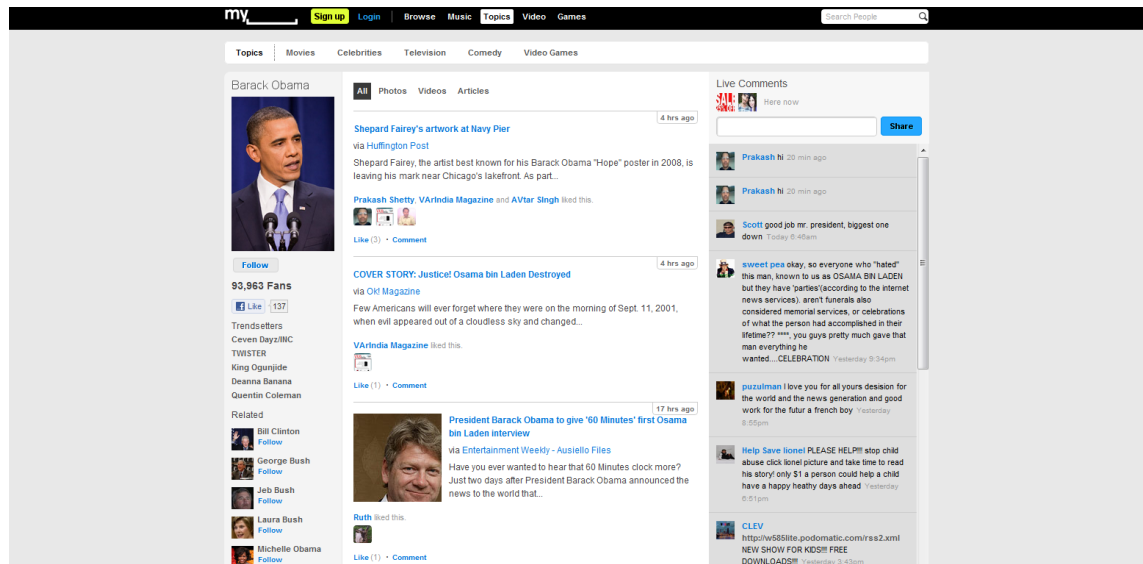 my_____
Sign up Login Browse Music Topics Video Games
Search People
Topics Movies Celebrities Television Comedy Video Games
Barack Obama
Follow
93,963 Fans
Like 137
Trendsetters
Ceven Dayz/INC
TWISTER
King Ogunjide
Deanna Banana
Quentin Coleman
Related
Bill Clinton
Follow
George Bush
Follow
Jeb Bush
Follow
Laura Bush
Follow
Michelle Obama
Follow
All Photos Videos Articles
4 hrs ago
Shepard Fairey's artwork at Navy Pier
via Huffington Post
Shepard Fairey, the artist best known for his Barack Obama "Hope" poster in 2008, is
leaving his mark near Chicago's lakefront. As part...
Prakash Shetty, VArIndia Magazine and AVtar SIngh liked this.
Like (3) · Comment
4 hrs ago
COVER STORY: Justice! Osama bin Laden Destroyed
via Ok! Magazine
Few Americans will ever forget where they were on the morning of Sept. 11, 2001,
when evil appeared out of a cloudless sky and changed...
VArIndia Magazine liked this.
Like (1) · Comment
17 hrs ago
President Barack Obama to give '60 Minutes' first Osama
bin Laden interview
via Entertainment Weekly - Ausiello Files
Have you ever wanted to hear that 60 Minutes clock more?
Just two days after President Barack Obama announced the
news to the world that...
Ruth liked this.
Like (1) · Comment
Live Comments
SALE
Here now
Share
Prakash hi 20 min ago
Prakash hi 20 min ago
Scott good job mr. president, biggest one
down Today 6:46am
sweet pea okay, so everyone who "hated"
this man, known to us as OSAMA BIN LADEN
but they have 'parties'(according to the internet
news services). aren't funerals also
considered memorial services, or celebrations
of what the person had accomplished in their
lifetime?? ****, you guys pretty much gave that
man everything he
wanted....CELEBRATION Yesterday 9:34pm
puzulman I love you for all yours desision for
the world and the news generation and good
work for the futur a french boy Yesterday
8:55pm
Help Save lionel PLEASE HELP!!! stop child
abuse click lionel picture and take time to read
his story! only $1 a person could help a child
have a happy heathy days ahead Yesterday
6:51pm
CLEV
http://w585lite.podomatic.com/rss2.xml
NEW SHOW FOR KIDS!!! FREE
DOWNLOADS!!! Yesterday 3:43pm